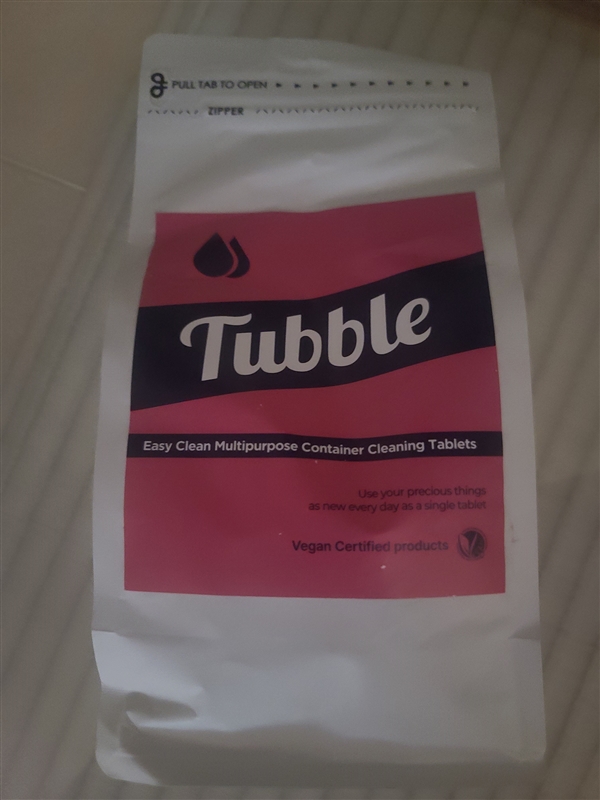 PULL TAB TO OPEN
ZIPPER
Tubble
Easy Clean Multipurpose Container Cleaning Tablets
Use your precious things
as new every day as a single tablet
Vegan Certified products